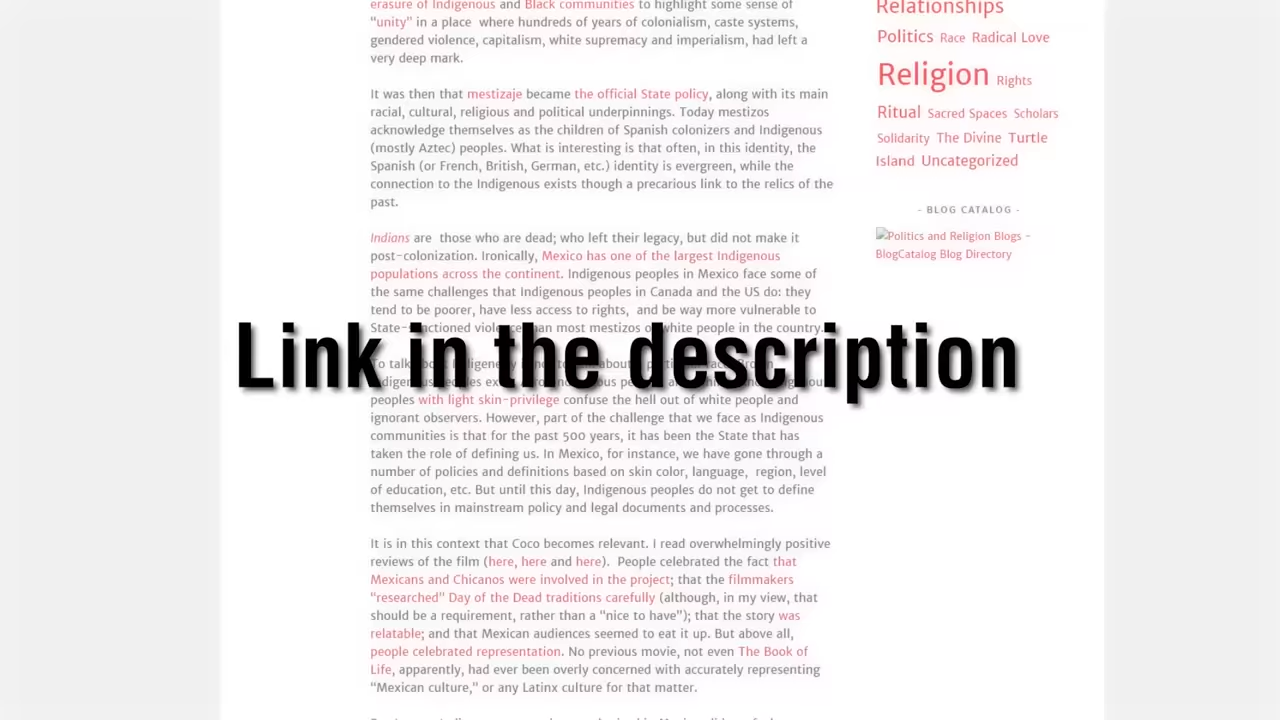 erasure of Indigenous and Black communities to highlight some sense of
“unity” in a place where hundreds of years of colonialism, caste systems,
gendered violence, capitalism, white supremacy and imperialism, had left a
very deep mark.
It was then that mestizaje became the official State policy, along with its main
racial, cultural, religious and political underpinnings. Today mestizos
acknowledge themselves as the children of Spanish colonizers and Indigenous
(mostly Aztec) peoples. What is interesting is that often, in this identity, the
Spanish (or French, British, German, etc.) identity is evergreen, while the
connection to the Indigenous exists though a precarious link to the relics of the
past.
Indians are those who are dead; who left their legacy, but did not make it
post-colonization. Ironically, Mexico has one of the largest Indigenous
populations across the continent. Indigenous peoples in Mexico face some of
the same challenges that Indigenous peoples in Canada and the US do: they
tend to be poorer, have less access to rights, and be way more vulnerable to
State-sanctioned violence than most mestizos or white people in the country.
Link in the description
To talk
peoples with light skin-privilege confuse the hell out of white people and
ignorant observers. However, part of the challenge that we face as Indigenous
communities is that for the past 500 years, it has been the State that has
taken the role of defining us. In Mexico, for instance, we have gone through a
number of policies and definitions based on skin color, language, region, level
of education, etc. But until this day, Indigenous peoples do not get to define
themselves in mainstream policy and legal documents and processes.
It is in this context that Coco becomes relevant. I read overwhelmingly positive
reviews of the film (here, here and here). People celebrated the fact that
Mexicans and Chicanos were involved in the project; that the filmmakers
“researched” Day of the Dead traditions carefully (although, in my view, that
should be a requirement, rather than a “nice to have”); that the story was
relatable; and that Mexican audiences seemed to eat it up. But above all,
people celebrated representation. No previous movie, not even The Book of
Life, apparently, had ever been overly concerned with accurately representing
“Mexican culture,” or any Latinx culture for that matter.
Relationships
Politics Race Radical Love
Religion Rights
Ritual Sacred Spaces Scholars
Solidarity The Divine Turtle
Island Uncategorized
- BLOG CATALOG -
Politics and Religion Blogs -
BlogCatalog Blog Directory